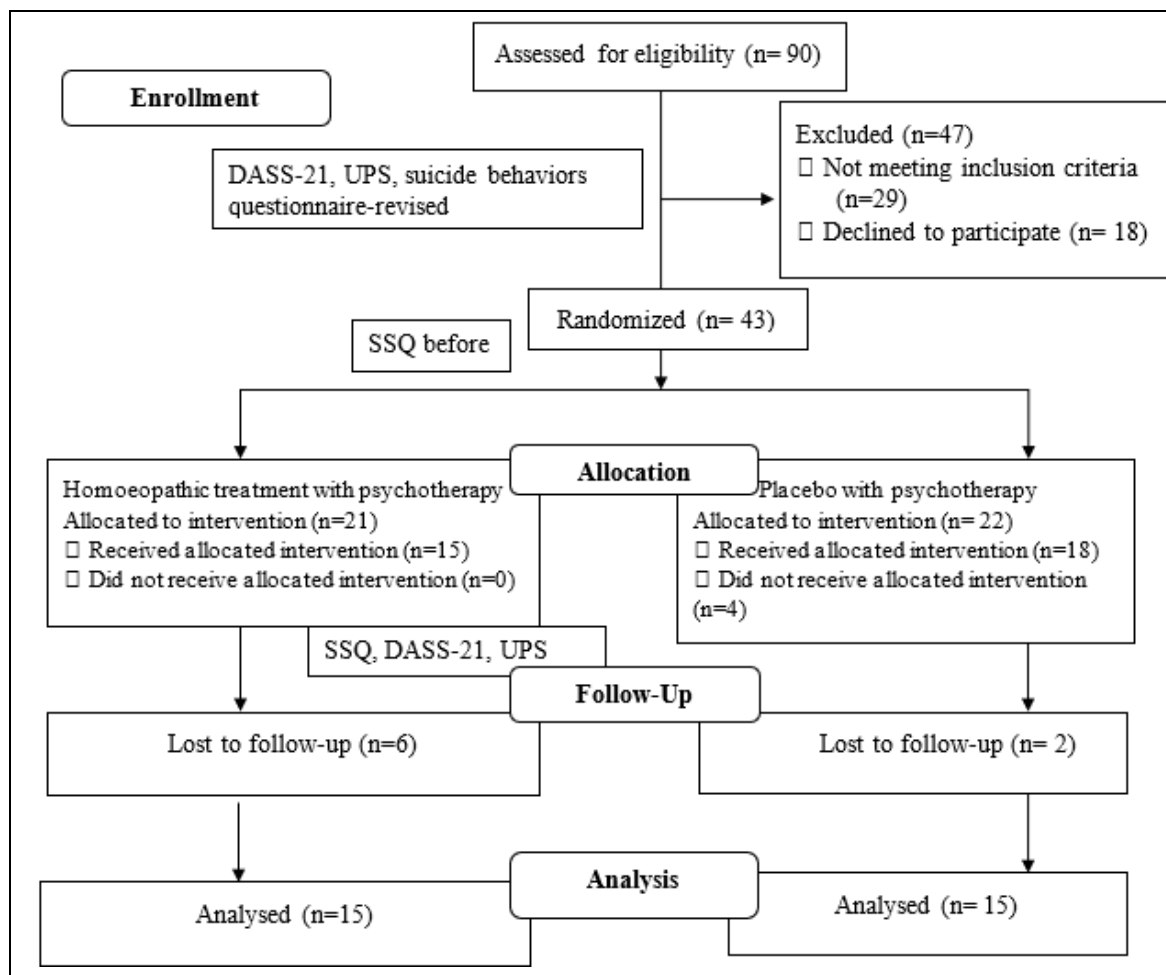 Assessed for eligibility (n= 90)
Enrollment
Excluded (n=47)
□ Not meeting inclusion criteria
(n=29)
□ Declined to participate (n= 18)
DASS-21, UPS, suicide behaviors
questionnaire-revised
Randomized (n= 43)
SSQ before
Allocation
Homoeopathic treatment with psychotherapy
Allocated to intervention (n=21)
□ Received allocated intervention (n=15)
□ Did not receive allocated intervention (n=0)
Placebo with psychotherapy
Allocated to intervention (n= 22)
□ Received allocated intervention (n=18)
□ Did not receive allocated intervention
(n=4)
SSQ, DASS-21, UPS
Follow-Up
Lost to follow-up (n=6)
Lost to follow-up (n= 2)
Analysis
Analysed (n=15)
Analysed (n= 15)